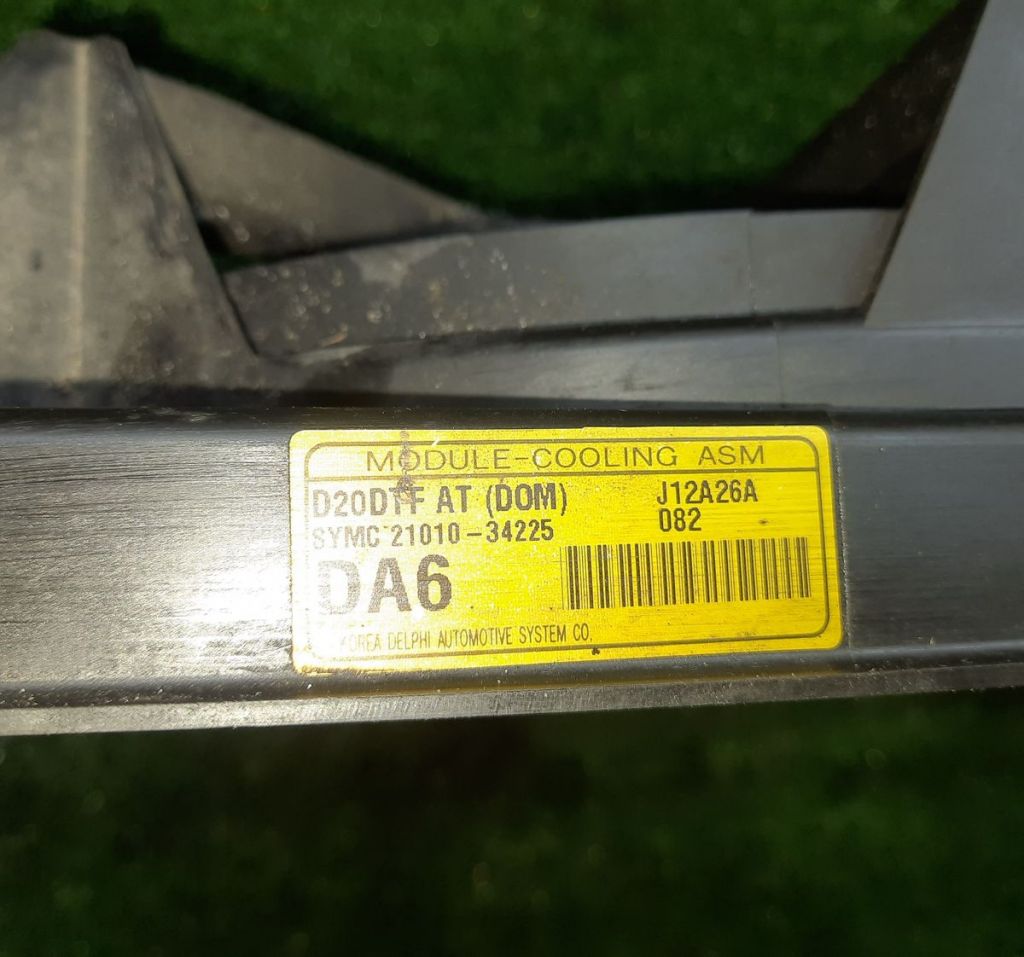 MODULE-COOLING ASM
D20DTF AT (DOM) J12A26A
SYMC 21010-34225 082
DA6
KOREA DELPHI AUTOMOTIVE SYSTEM CO.